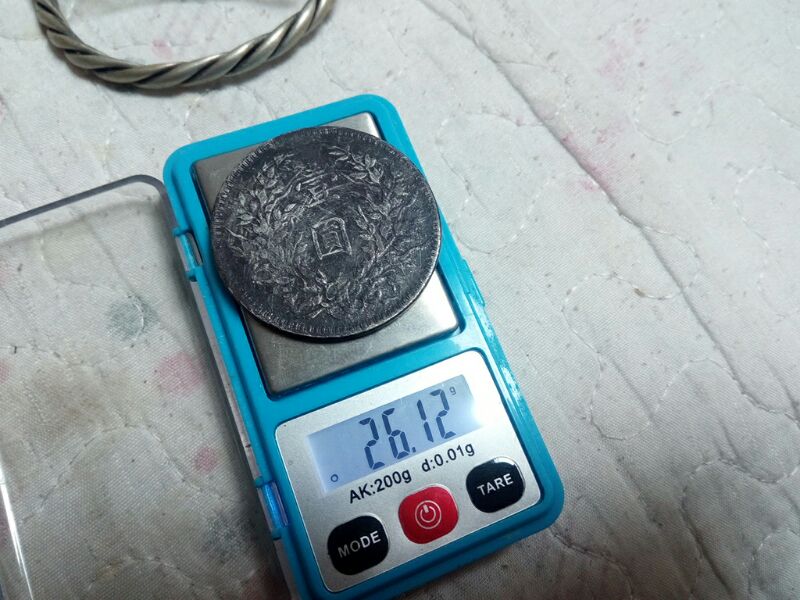 壹
圓
26.12 g
AK:200g d:0.01g
MODE
TARE